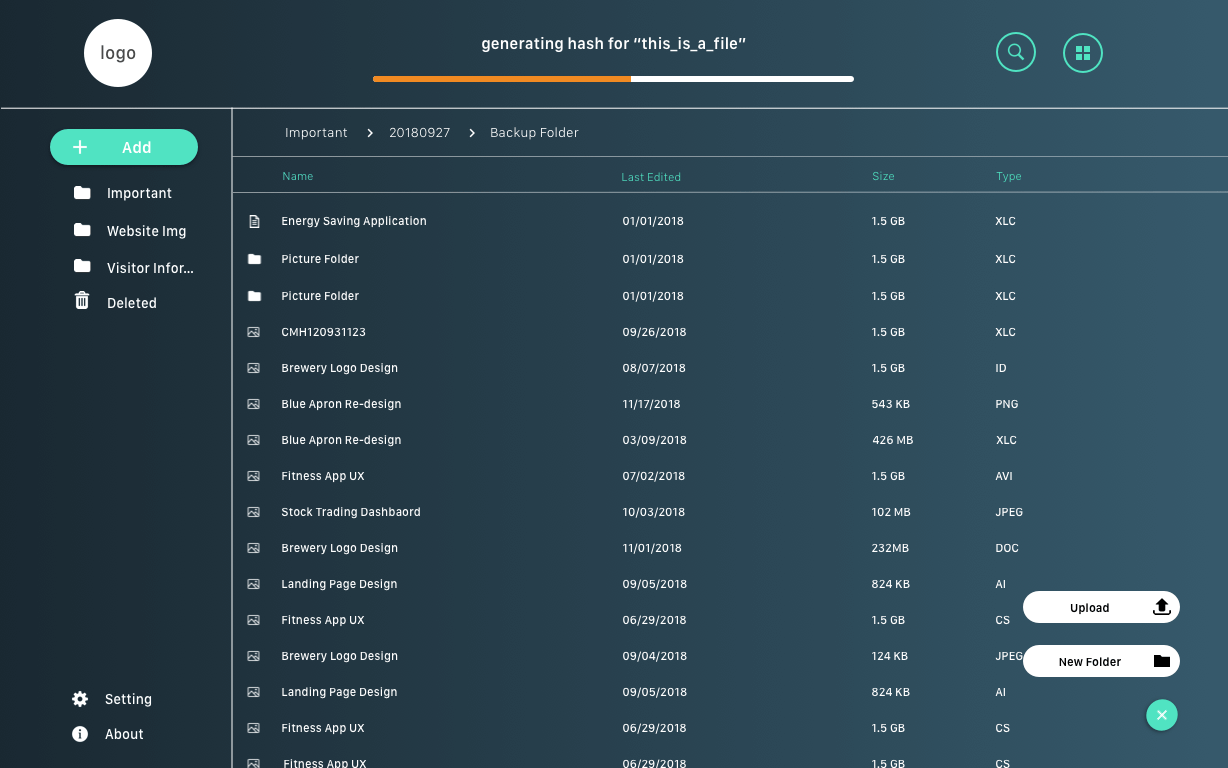 logo
generating hash for “this_is_a_file”
Add
Important
Website Img
Visitor Infor...
Deleted
Setting
About
Important > 20180927 > Backup Folder
Name Last Edited Size Type
Energy Saving Application 01/01/2018 1.5 GB XLC
Picture Folder 01/01/2018 1.5 GB XLC
Picture Folder 01/01/2018 1.5 GB XLC
CMH120931123 09/26/2018 1.5 GB XLC
Brewery Logo Design 08/07/2018 1.5 GB ID
Blue Apron Re-design 11/17/2018 543 KB PNG
Blue Apron Re-design 03/09/2018 426 MB XLC
Fitness App UX 07/02/2018 1.5 GB AVI
Stock Trading Dashbaord 10/03/2018 102 MB JPEG
Brewery Logo Design 11/01/2018 232MB DOC
Landing Page Design 09/05/2018 824 KB AI
Fitness App UX 06/29/2018 1.5 GB CS
Brewery Logo Design 09/04/2018 124 KB JPEG
Landing Page Design 09/05/2018 824 KB AI
Fitness App UX 06/29/2018 1.5 GB CS
Fitness App UX 06/29/2018 1.5 GB CS
Upload
New Folder